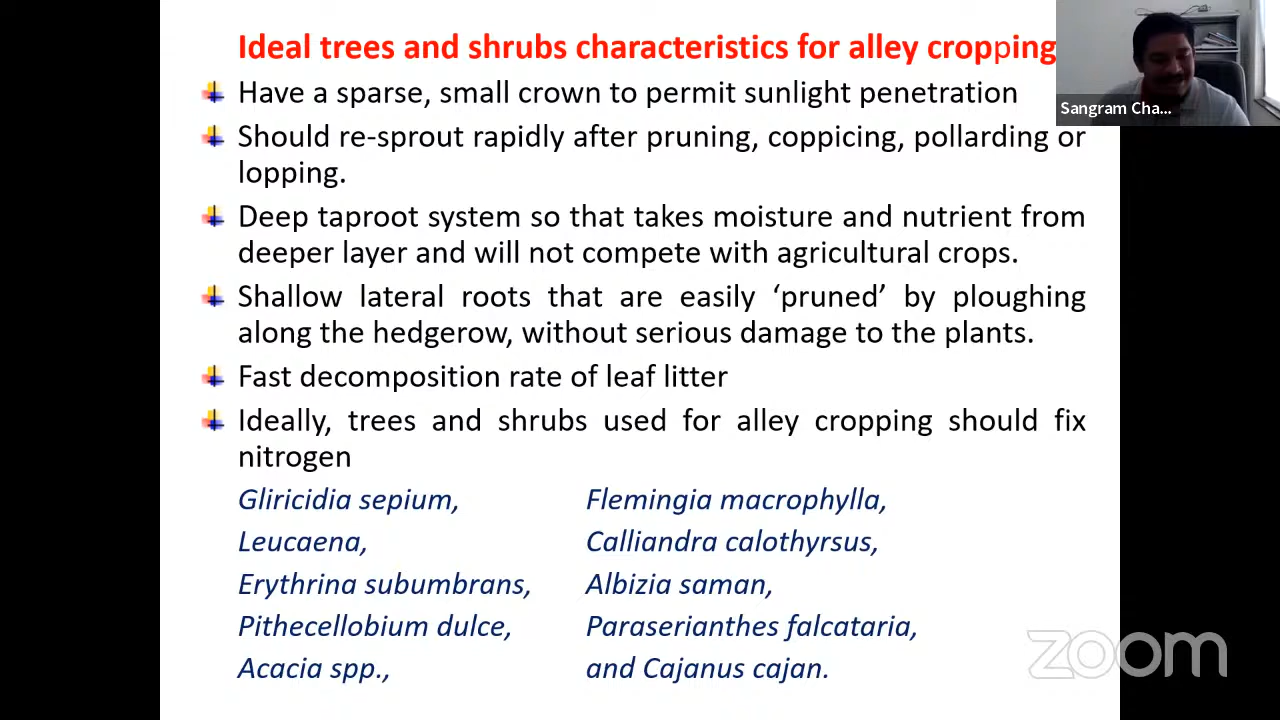 Ideal trees and shrubs characteristics for alley cropping
Sangram Cha...
Have a sparse, small crown to permit sunlight penetration
Should re-sprout rapidly after pruning, coppicing, pollarding or
lopping.
Deep taproot system so that takes moisture and nutrient from
deeper layer and will not compete with agricultural crops.
Shallow lateral roots that are easily ‘pruned’ by ploughing
along the hedgerow, without serious damage to the plants.
Fast decomposition rate of leaf litter
Ideally, trees and shrubs used for alley cropping should fix
nitrogen
Gliricidia sepium, Flemingia macrophylla,
Leucaena, Calliandra calothyrsus,
Erythrina subumbrans, Albizia saman,
Pithecellobium dulce, Paraserianthes falcataria,
Acacia spp., and Cajanus cajan.
zoom